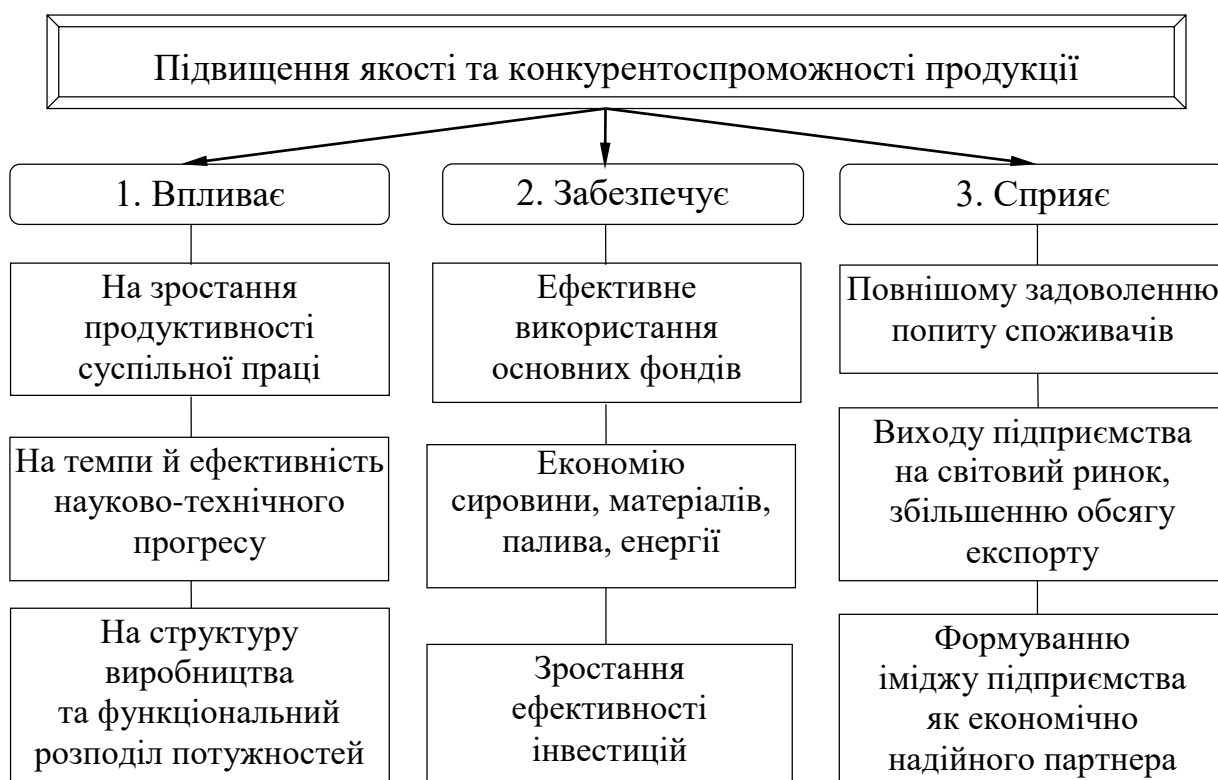 Підвищення якості та конкурентоспроможності продукції
1. Впливає
На зростання
продуктивності
суспільної праці
На темпи й ефективність
науково-технічного
прогресу
На структуру
виробництва
та функціональний
розподіл потужностей
2. Забезпечує
Ефективне
використання
основних фондів
Економію
сировини, матеріалів,
палива, енергії
Зростання
ефективності
інвестицій
3. Сприяє
Повнішому задоволенню
попиту споживачів
Виходу підприємства
на світовий ринок,
збільшенню обсягу
експорту
Формуванню
іміджу підприємства
як економічно
надійного партнера